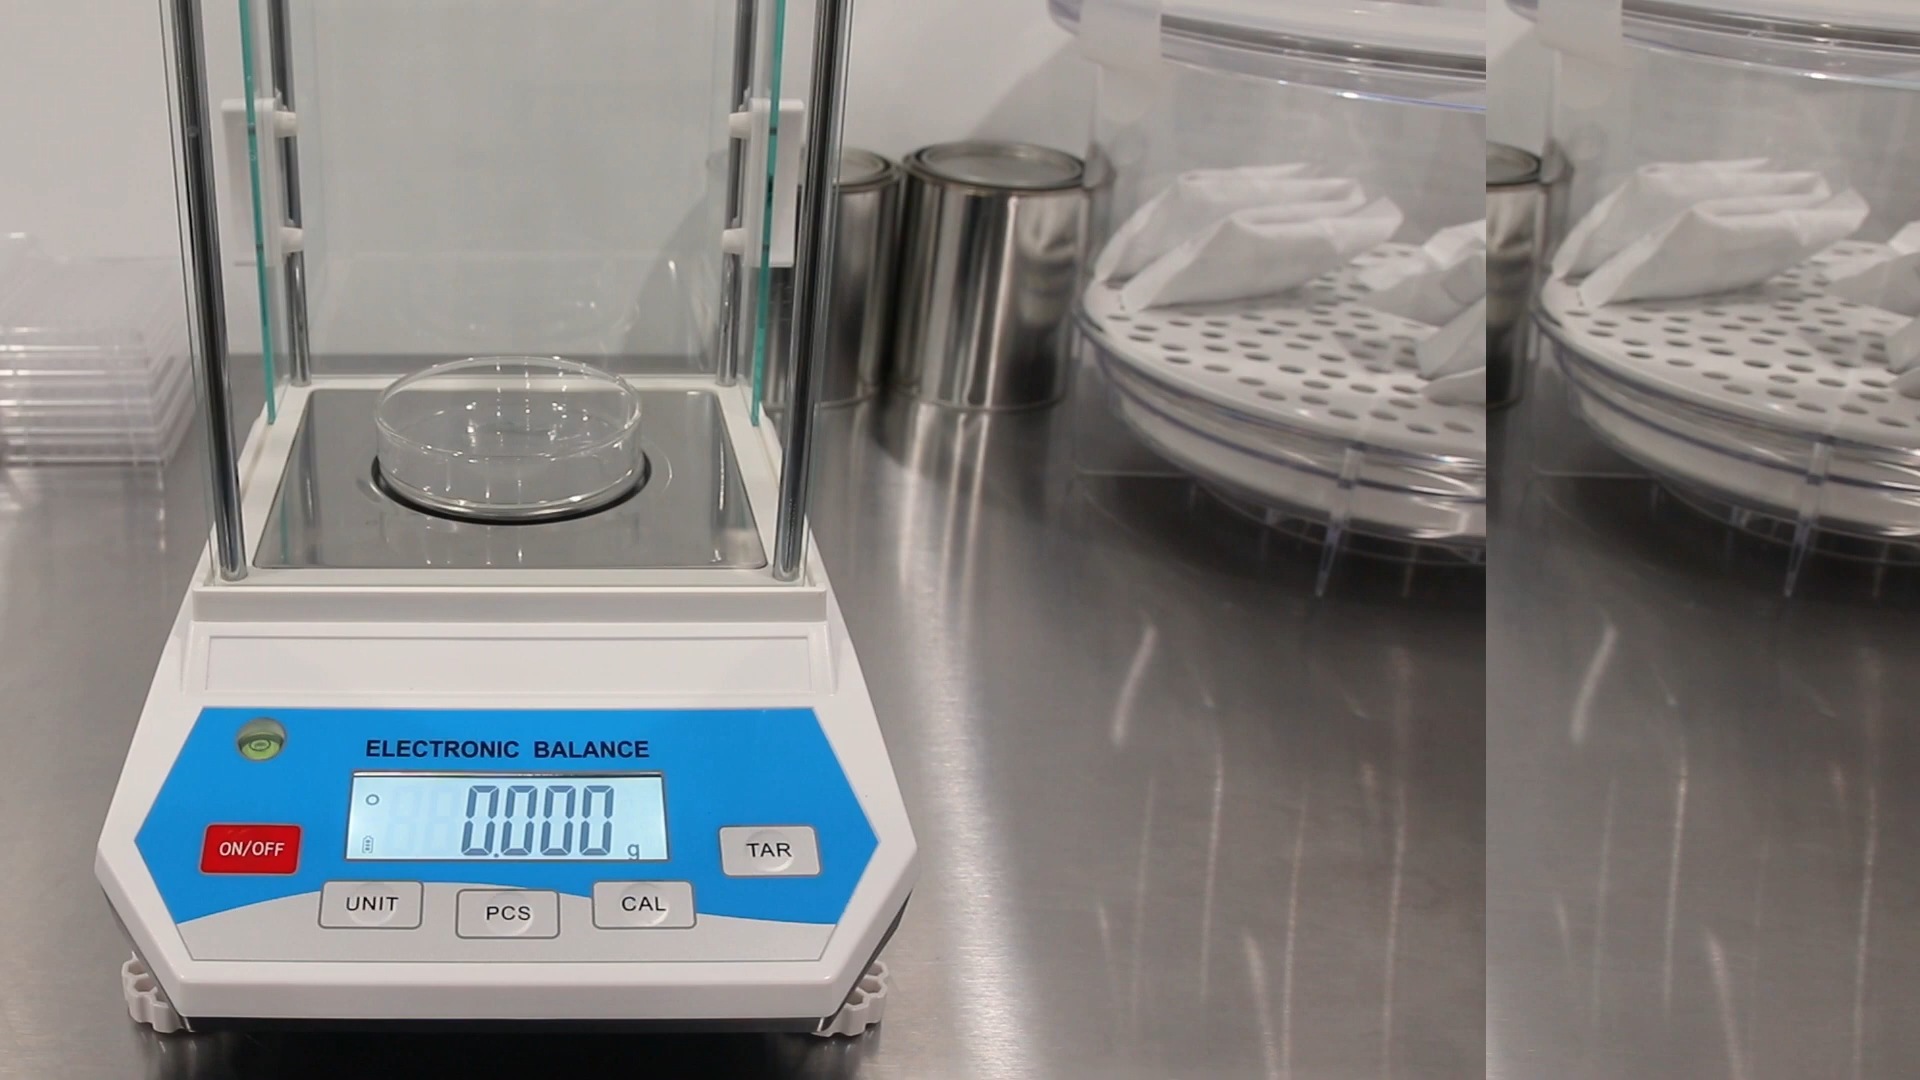 ELECTRONIC BALANCE
0.000 g
ON/OFF
TAR
UNIT
PCS
CAL